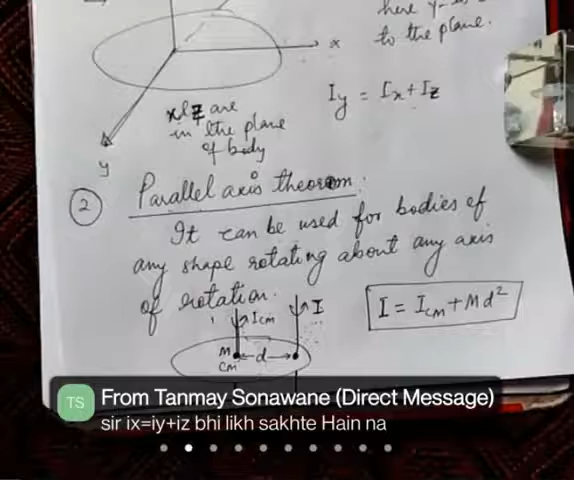 here y-
to the plane.
x
Iy = Ix + Iz
x & z are
in the plane
of body
y
2 Parallel axis theorem:
It can be used for bodies of
any shape rotating about any axis
of rotation.
Icm I
I = Icm + Md²
M d
cm
TS From Tanmay Sonawane (Direct Message)
sir ix=iy+iz bhi likh sakhte Hain na